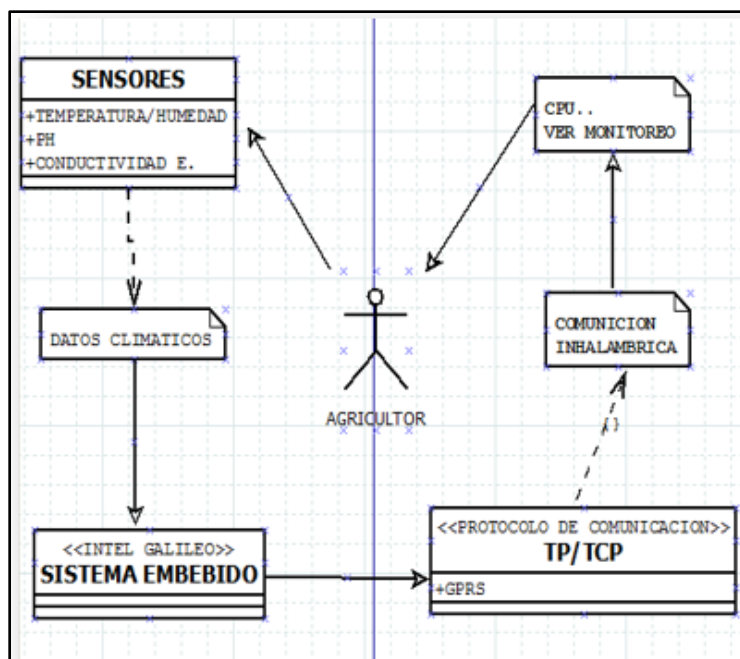 SENSORES
+TEMPERATURA/HUMEDAD
+PH
+CONDUCTIVIDAD E.
CPU..
VER MONITOREO
DATOS CLIMATICOS
COMUNICION
INHALAMBRICA
AGRICULTOR
{}
<<INTEL GALILEO>>
SISTEMA EMBEBIDO
<<PROTOCOLO DE COMUNICACION>>
TP/TCP
+GPRS